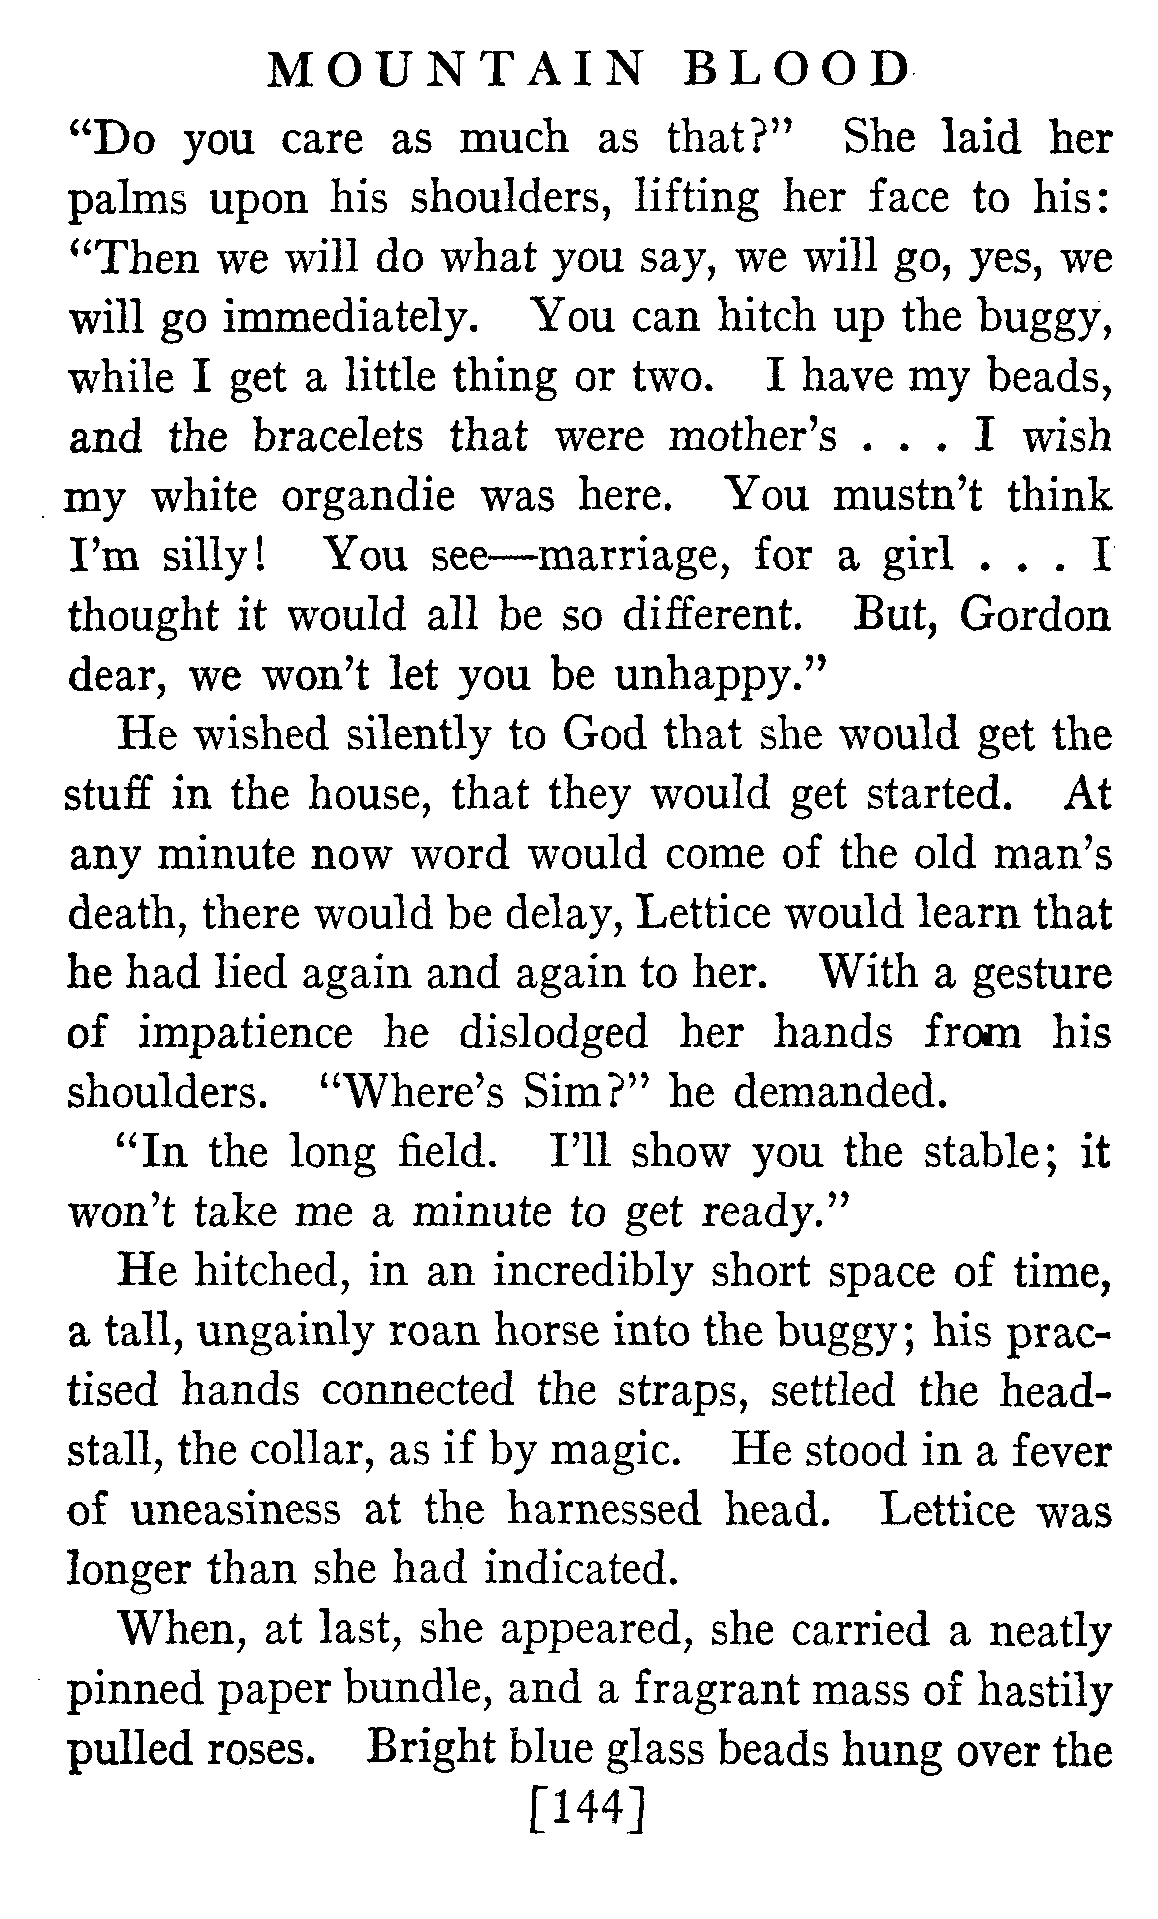 MOUNTAIN BLOOD
“Do you care as much as that?” She laid her
palms upon his shoulders, lifting her face to his:
“Then we will do what you say, we will go, yes, we
will go immediately. You can hitch up the buggy,
while I get a little thing or two. I have my beads,
and the bracelets that were mother’s . . . I wish
my white organdie was here. You mustn’t think
I’m silly! You see—marriage, for a girl . . . I
thought it would all be so different. But, Gordon
dear, we won’t let you be unhappy.”
He wished silently to God that she would get the
stuff in the house, that they would get started. At
any minute now word would come of the old man’s
death, there would be delay, Lettice would learn that
he had lied again and again to her. With a gesture
of impatience he dislodged her hands from his
shoulders. “Where’s Sim?” he demanded.
“In the long field. I’ll show you the stable; it
won’t take me a minute to get ready.”
He hitched, in an incredibly short space of time,
a tall, ungainly roan horse into the buggy; his prac-
tised hands connected the straps, settled the head-
stall, the collar, as if by magic. He stood in a fever
of uneasiness at the harnessed head. Lettice was
longer than she had indicated.
When, at last, she appeared, she carried a neatly
pinned paper bundle, and a fragrant mass of hastily
pulled roses. Bright blue glass beads hung over the
[144]